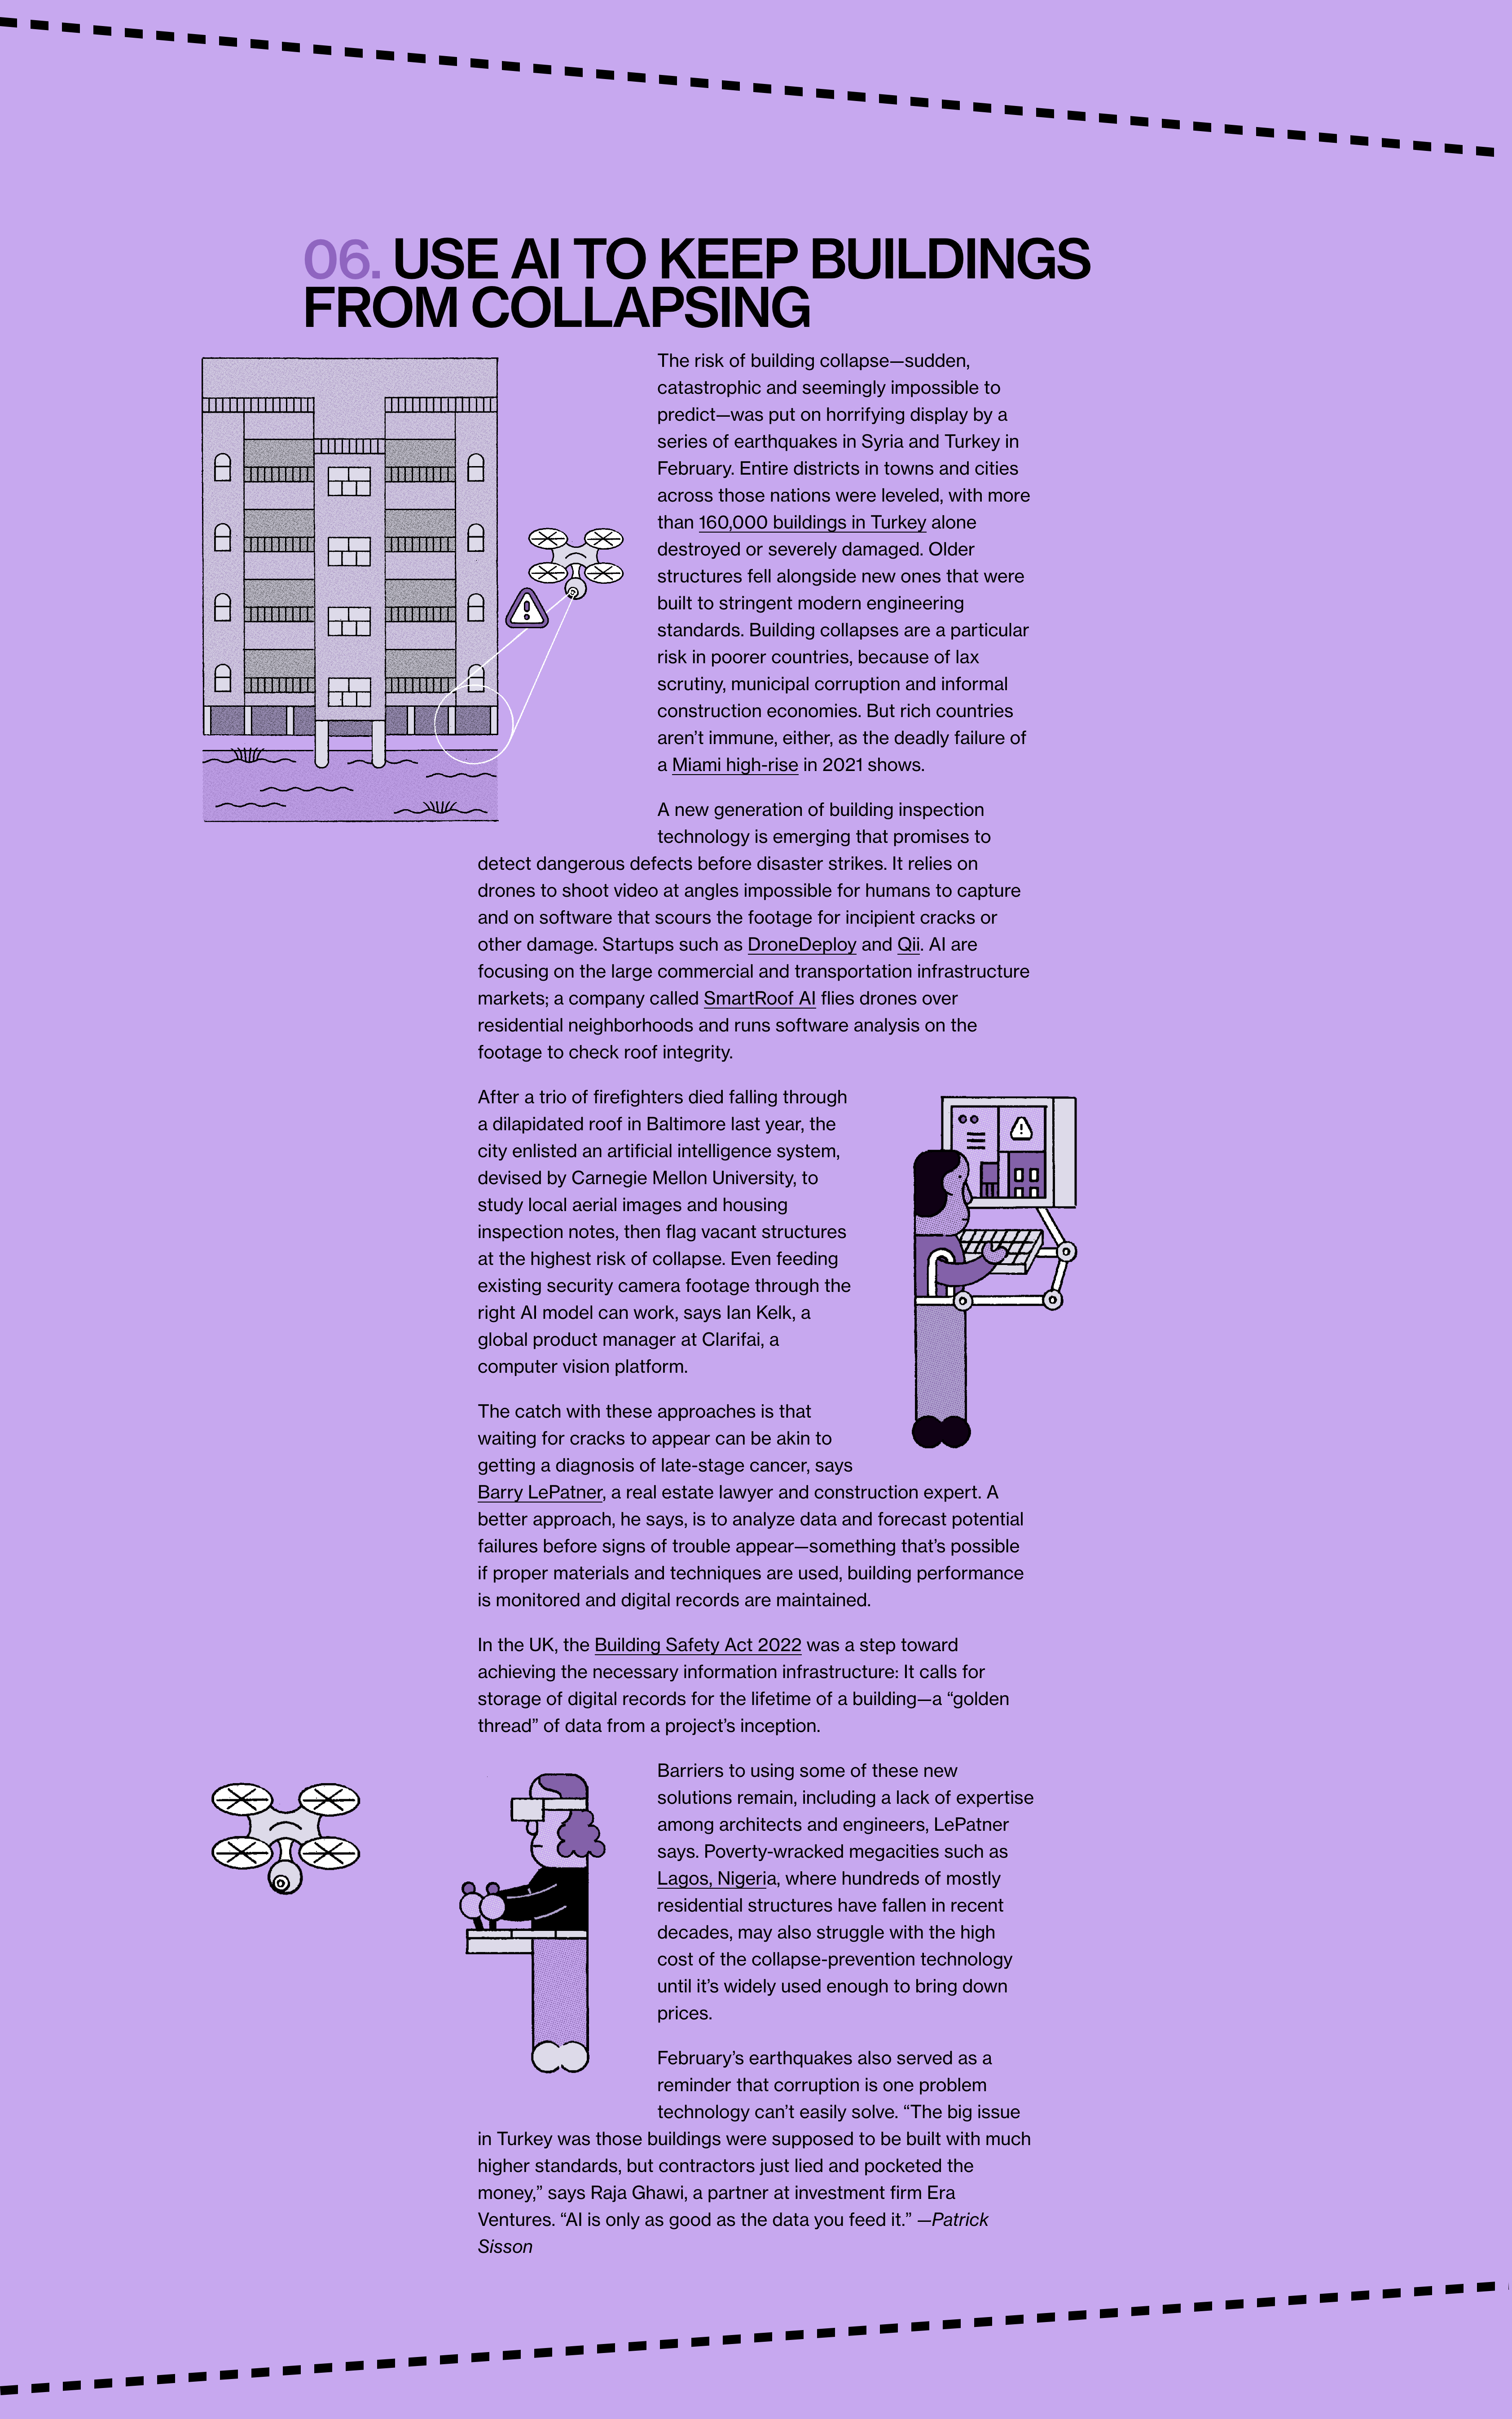 06. USE AI TO KEEP BUILDINGS
FROM COLLAPSING
The risk of building collapse—sudden,
catastrophic and seemingly impossible to
predict—was put on horrifying display by a
series of earthquakes in Syria and Turkey in
February. Entire districts in towns and cities
across those nations were leveled, with more
than 160,000 buildings in Turkey alone
destroyed or severely damaged. Older
structures fell alongside new ones that were
built to stringent modern engineering
standards. Building collapses are a particular
risk in poorer countries, because of lax
scrutiny, municipal corruption and informal
construction economies. But rich countries
aren’t immune, either, as the deadly failure of
a Miami high-rise in 2021 shows.
A new generation of building inspection
technology is emerging that promises to
detect dangerous defects before disaster strikes. It relies on
drones to shoot video at angles impossible for humans to capture
and on software that scours the footage for incipient cracks or
other damage. Startups such as DroneDeploy and Qii. AI are
focusing on the large commercial and transportation infrastructure
markets; a company called SmartRoof AI flies drones over
residential neighborhoods and runs software analysis on the
footage to check roof integrity.
After a trio of firefighters died falling through
a dilapidated roof in Baltimore last year, the
city enlisted an artificial intelligence system,
devised by Carnegie Mellon University, to
study local aerial images and housing
inspection notes, then flag vacant structures
at the highest risk of collapse. Even feeding
existing security camera footage through the
right AI model can work, says Ian Kelk, a
global product manager at Clarifai, a
computer vision platform.
The catch with these approaches is that
waiting for cracks to appear can be akin to
getting a diagnosis of late-stage cancer, says
Barry LePatner, a real estate lawyer and construction expert. A
better approach, he says, is to analyze data and forecast potential
failures before signs of trouble appear—something that’s possible
if proper materials and techniques are used, building performance
is monitored and digital records are maintained.
In the UK, the Building Safety Act 2022 was a step toward
achieving the necessary information infrastructure: It calls for
storage of digital records for the lifetime of a building—a “golden
thread” of data from a project’s inception.
Barriers to using some of these new
solutions remain, including a lack of expertise
among architects and engineers, LePatner
says. Poverty-wracked megacities such as
Lagos, Nigeria, where hundreds of mostly
residential structures have fallen in recent
decades, may also struggle with the high
cost of the collapse-prevention technology
until it’s widely used enough to bring down
prices.
February’s earthquakes also served as a
reminder that corruption is one problem
technology can’t easily solve. “The big issue
in Turkey was those buildings were supposed to be built with much
higher standards, but contractors just lied and pocketed the
money,” says Raja Ghawi, a partner at investment firm Era
Ventures. “AI is only as good as the data you feed it.” —Patrick
Sisson